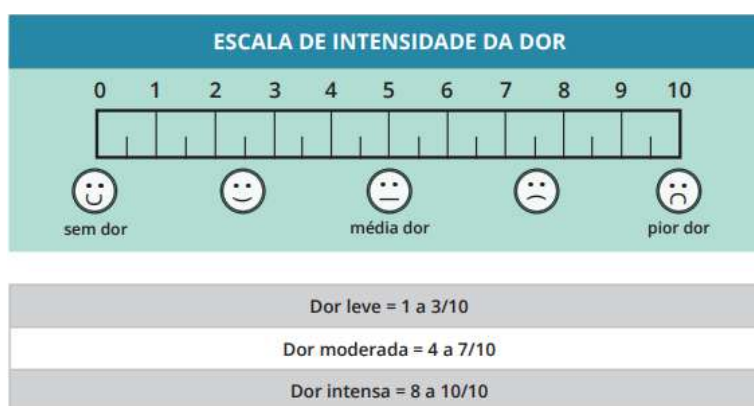 ESCALA DE INTENSIDADE DA DOR
0 1 2 3 4 5 6 7 8 9 10
sem dor média dor pior dor
Dor leve = 1 a 3/10
Dor moderada = 4 a 7/10
Dor intensa = 8 a 10/10